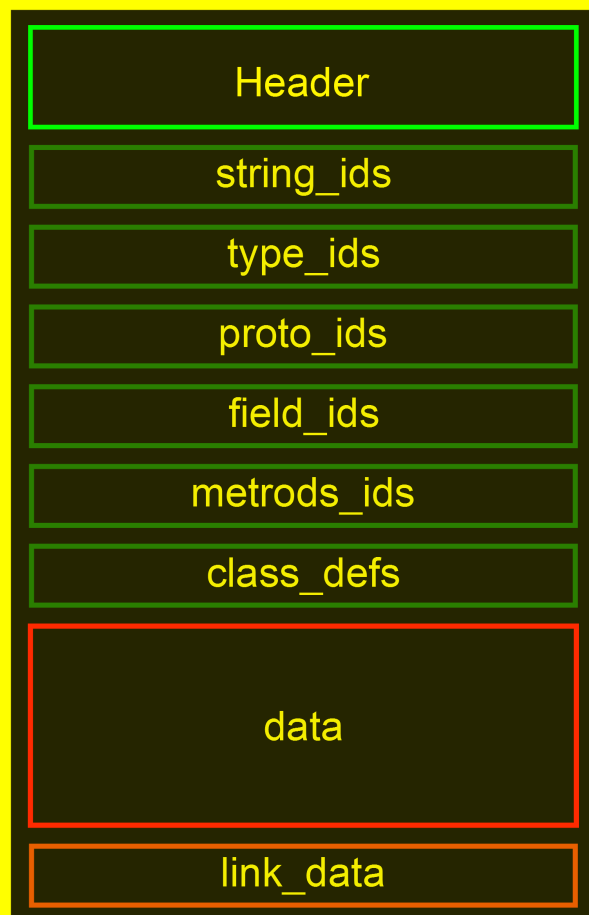 Header
string_ids
type_ids
proto_ids
field_ids
metrods_ids
class_defs
data
link_data